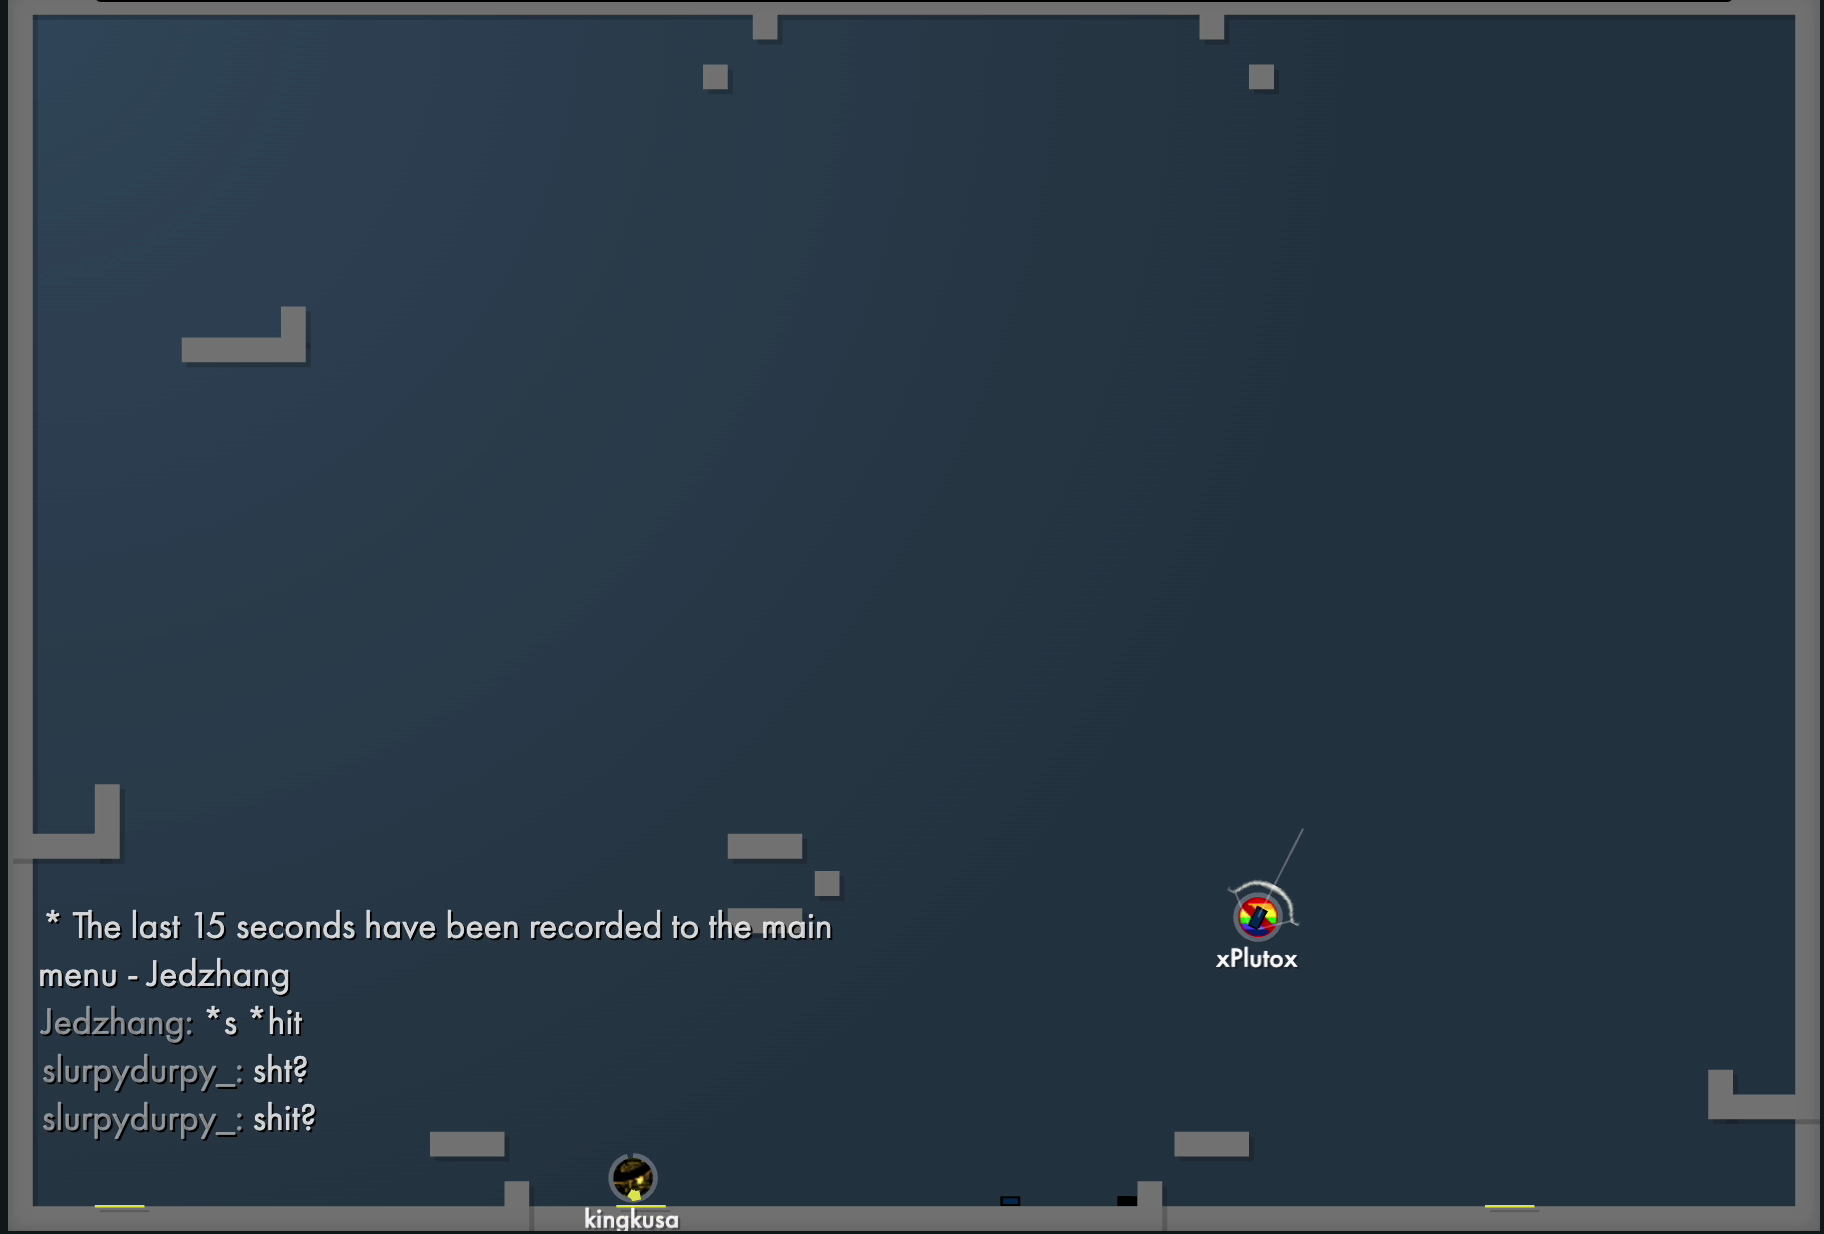 * The last 15 seconds have been recorded to the main
menu - Jedzhang
xPlutox
Jedzhang: *s *hit
slurpydurpy_: sht?
slurpydurpy_: shit?
kingkusa